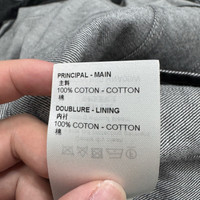 PRINCIPAL - MAIN
主料
100% COTON - COTTON
棉
DOUBLURE - LINING
内衬
100% COTON - COTTON
棉